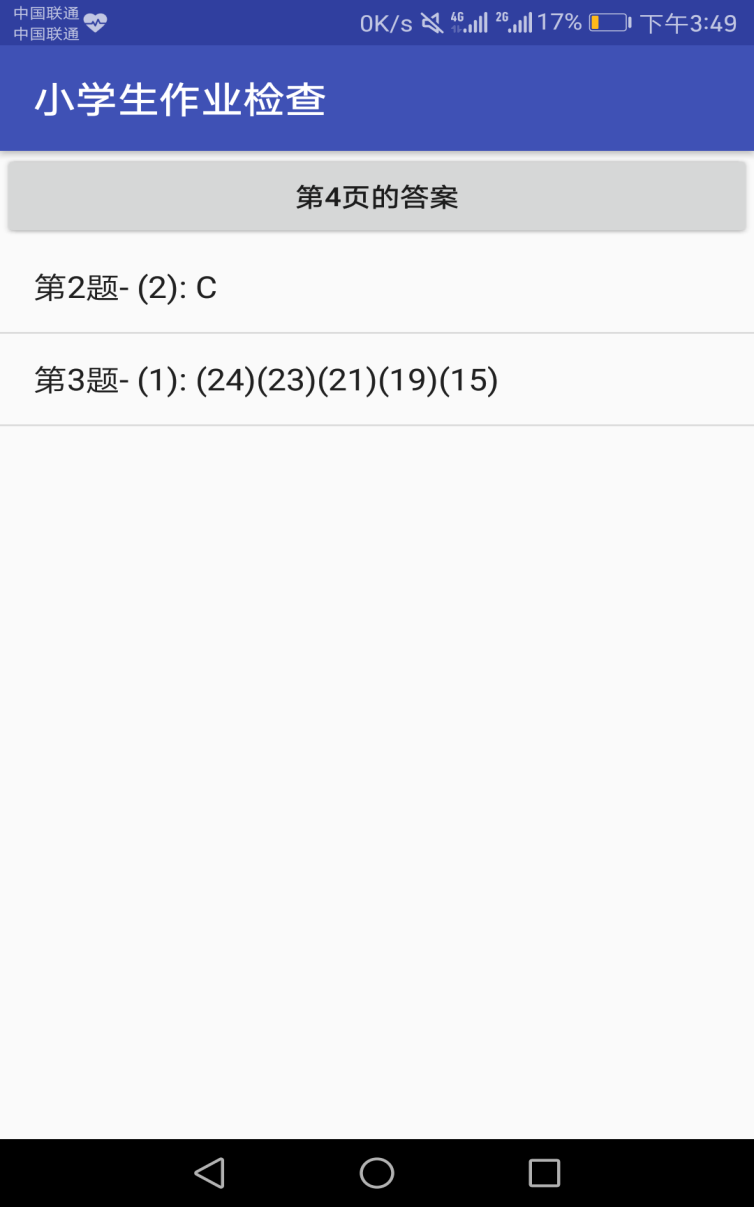 中国联通
中国联通
0K/s 4G 2G 17% 下午3:49
小学生作业检查
第4页的答案
第2题- (2): C
第3题- (1): (24)(23)(21)(19)(15)